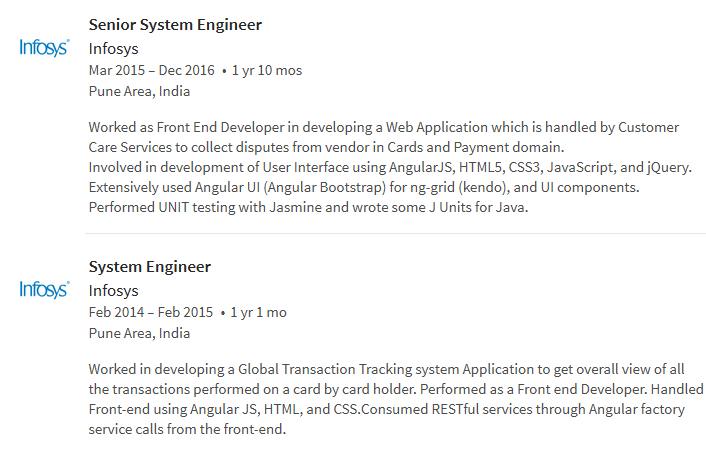 Senior System Engineer
Infosys
Infosys
Mar 2015 – Dec 2016 • 1 yr 10 mos
Pune Area, India
Worked as Front End Developer in developing a Web Application which is handled by Customer
Care Services to collect disputes from vendor in Cards and Payment domain.
Involved in development of User Interface using AngularJS, HTML5, CSS3, JavaScript, and jQuery.
Extensively used Angular UI (Angular Bootstrap) for ng-grid (kendo), and UI components.
Performed UNIT testing with Jasmine and wrote some J Units for Java.
System Engineer
Infosys
Infosys
Feb 2014 – Feb 2015 • 1 yr 1 mo
Pune Area, India
Worked in developing a Global Transaction Tracking system Application to get overall view of all
the transactions performed on a card by card holder. Performed as a Front end Developer. Handled
Front-end using Angular JS, HTML, and CSS.Consumed RESTful services through Angular factory
service calls from the front-end.